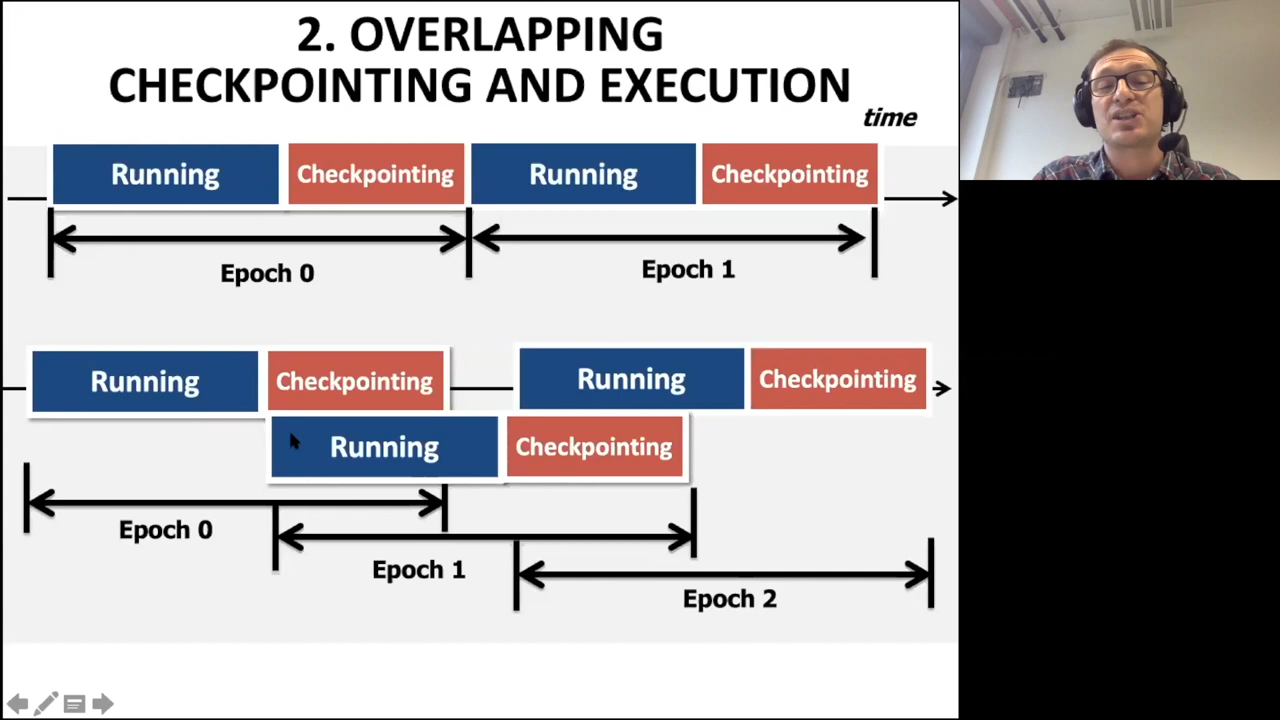 2. OVERLAPPING
CHECKPOINTING AND EXECUTION
time
Running Checkpointing Running Checkpointing
Epoch 0 Epoch 1
Running Checkpointing Running Checkpointing
Running Checkpointing
Epoch 0
Epoch 1
Epoch 2